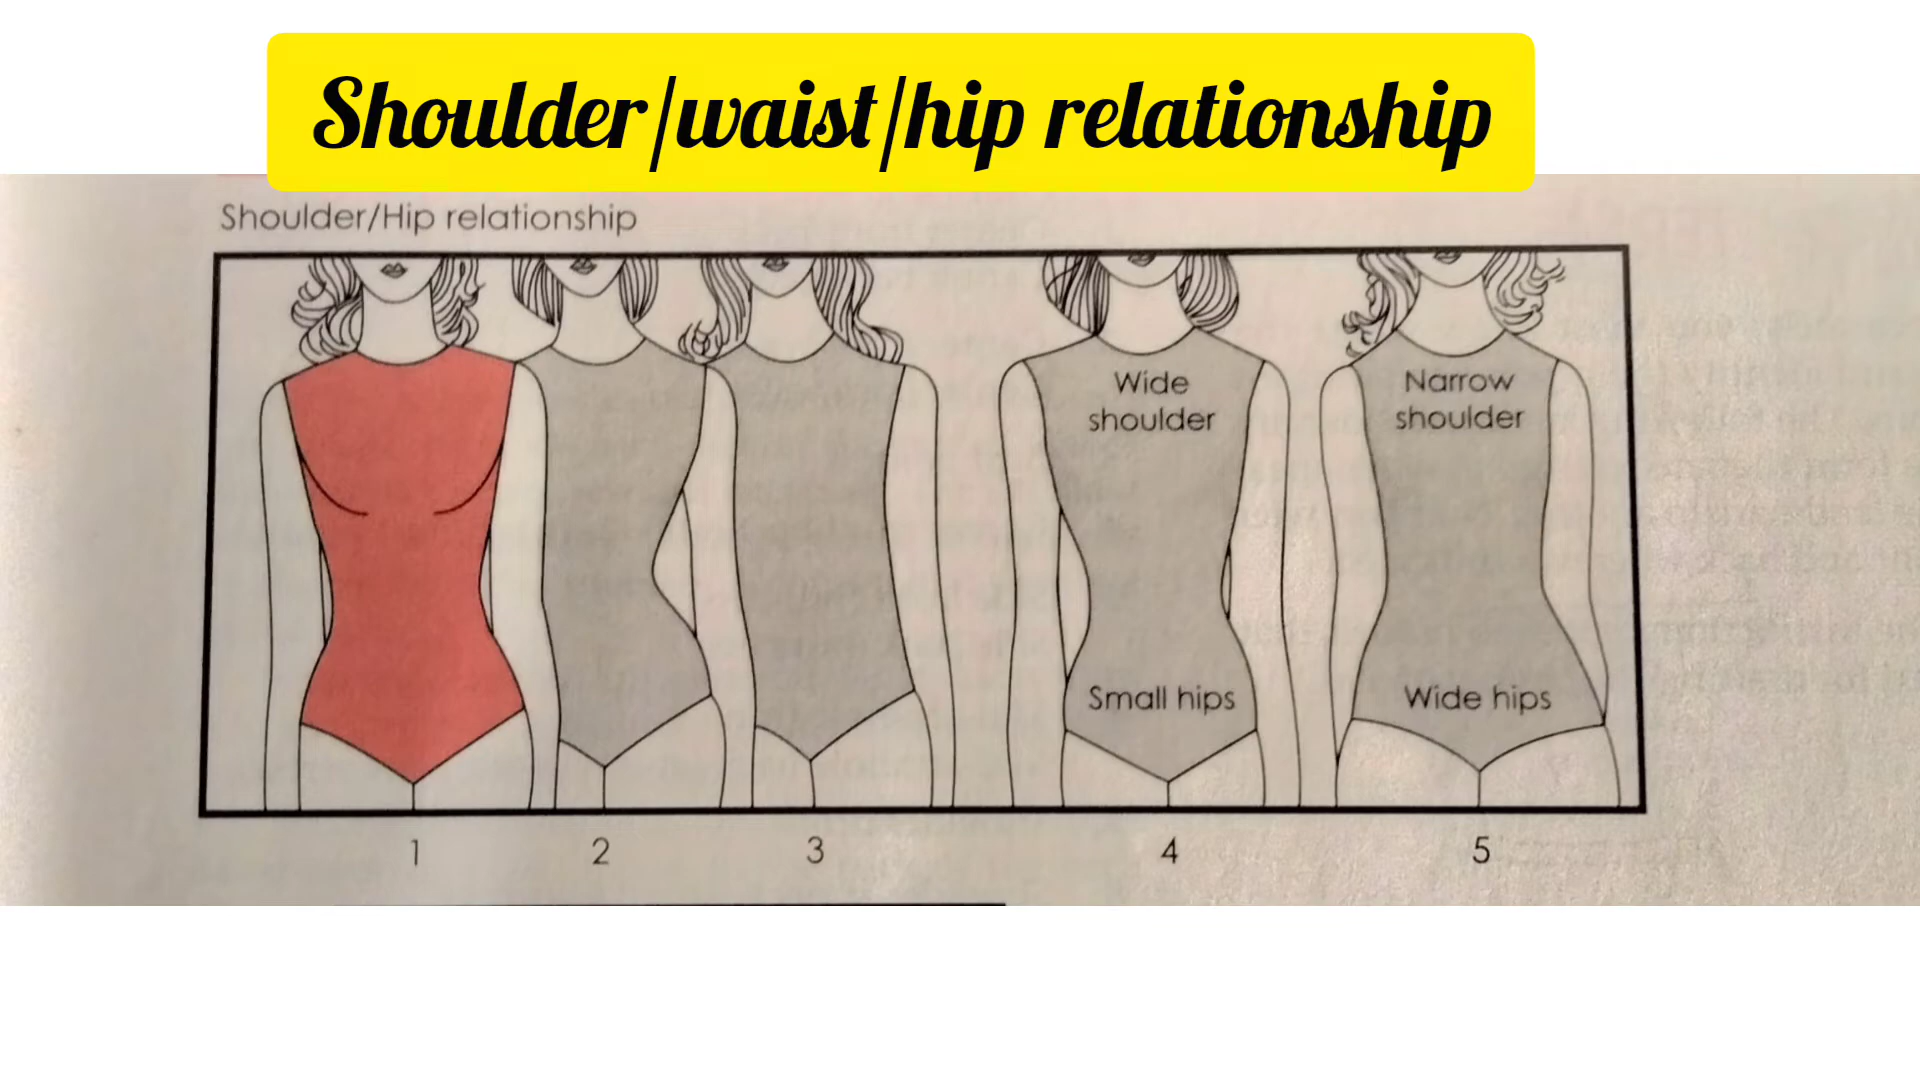 Shoulder/waist/hip relationship
Shoulder/Hip relationship
Wide
shoulder
Small hips
Narrow
shoulder
Wide hips
1 2 3 4 5